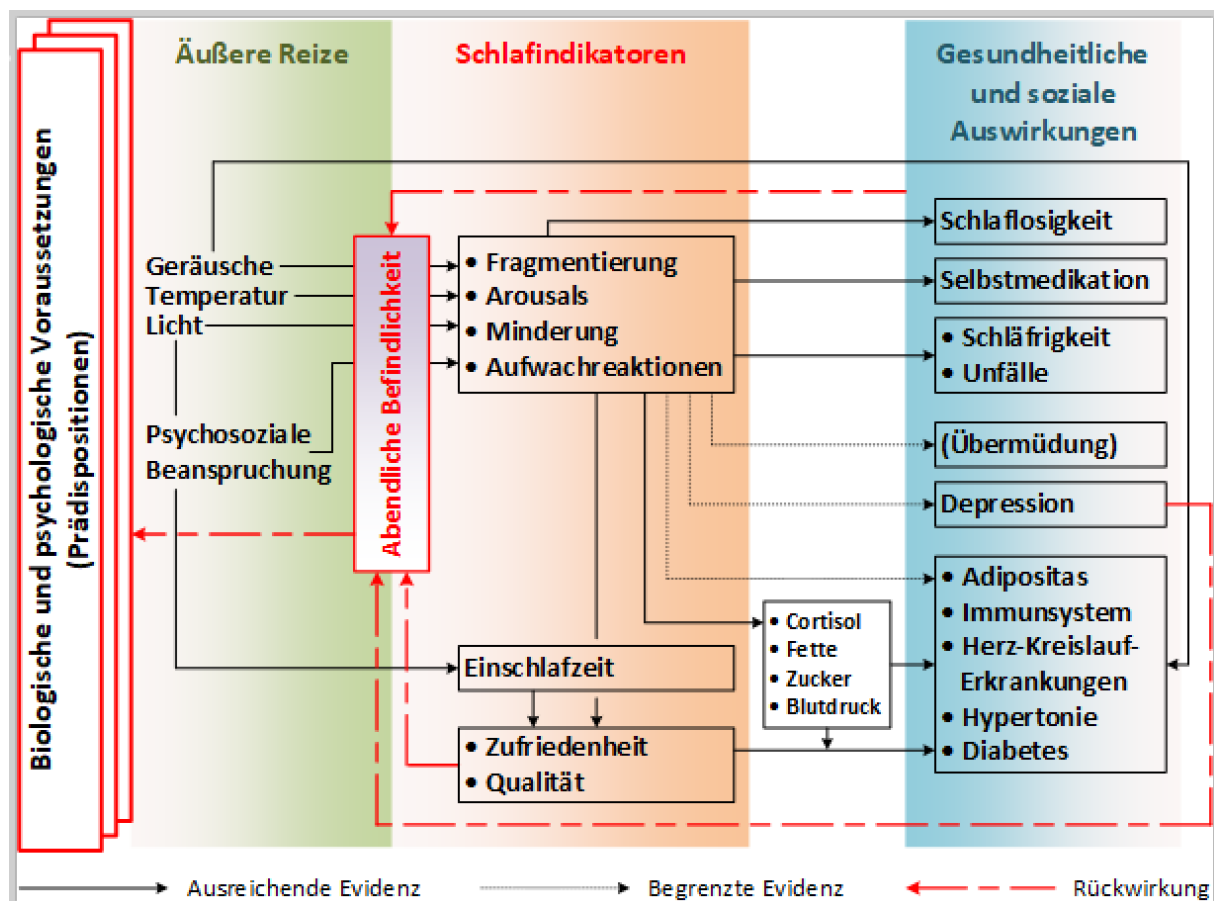 Biologische und psychologische Voraussetzungen
(Prädispositionen)
Äußere Reize
Schlafindikatoren
Gesundheitliche
und soziale
Auswirkungen
Geräusche
Temperatur
Licht
Psychosoziale
Beanspruchung
Abendliche Befindlichkeit
• Fragmentierung
• Arousals
• Minderung
• Aufwachreaktionen
Einschlafzeit
• Zufriedenheit
• Qualität
• Cortisol
• Fette
• Zucker
• Blutdruck
Schlaflosigkeit
Selbstmedikation
• Schläfrigkeit
• Unfälle
(Übermüdung)
Depression
• Adipositas
• Immunsystem
• Herz-Kreislauf-
Erkrankungen
• Hypertonie
• Diabetes
Ausreichende Evidenz
Begrenzte Evidenz
Rückwirkung